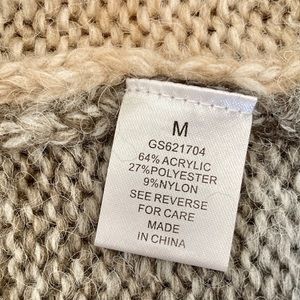 M
GS621704
64% ACRYLIC
27%POLYESTER
9%NYLON
SEE REVERSE
FOR CARE
MADE
IN CHINA